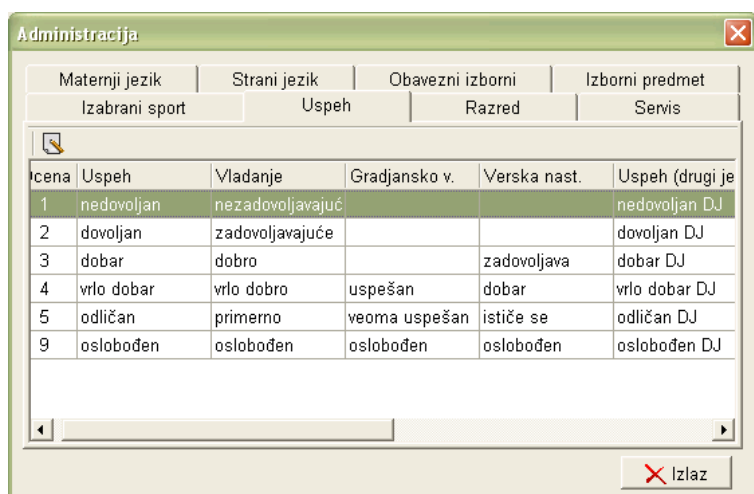 Administracija
Maternji jezik Strani jezik Obavezni izborni Izborni predmet
Izabrani sport Uspeh Razred Servis
cena Uspeh Vladanje Gradjansko v. Verska nast. Uspeh (drugi je
1 nedovoljan nezadovoljavajuć nedovoljan DJ
2 dovoljan zadovoljavajuće dovoljan DJ
3 dobar dobro zadovoljava dobar DJ
4 vrlo dobar vrlo dobro uspešan dobar vrlo dobar DJ
5 odličan primerno veoma uspešan ističe se odličan DJ
9 oslobođen oslobođen oslobođen oslobođen oslobođen DJ
Izlaz